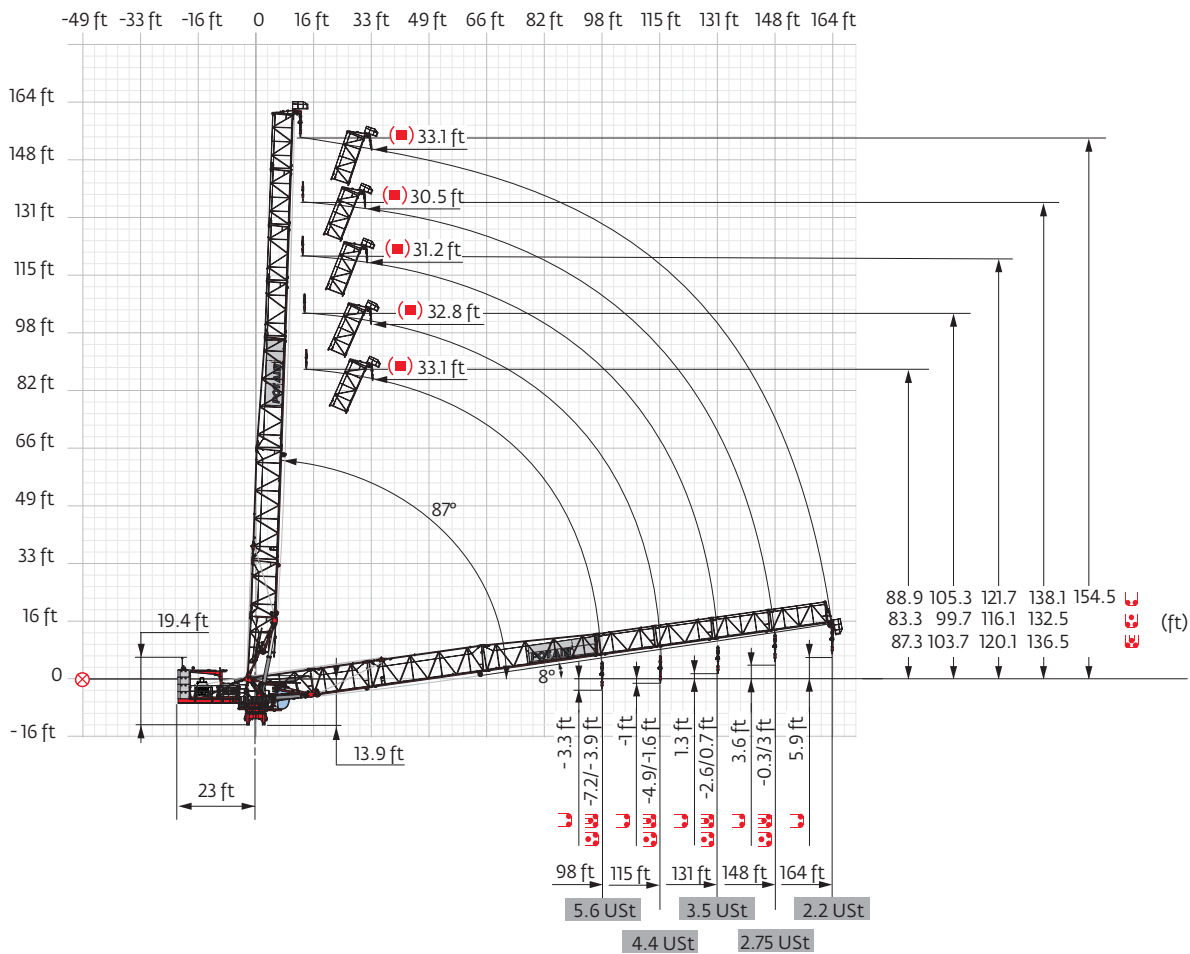 -49 ft -33 ft -16 ft 0 16 ft 33 ft 49 ft 66 ft 82 ft 98 ft 115 ft 131 ft 148 ft 164 ft
164 ft
148 ft
131 ft
115 ft
98 ft
82 ft
66 ft
49 ft
33 ft
16 ft
0
-16 ft
(■) 33.1 ft
(■) 30.5 ft
(■) 31.2 ft
(■) 32.8 ft
(■) 33.1 ft
87°
8°
19.4 ft
13.9 ft
23 ft
88.9 105.3 121.7 138.1 154.5
83.3 99.7 116.1 132.5
87.3 103.7 120.1 136.5
(ft)
- 3.3 ft
-7.2/- 3.9 ft
-1 ft
-4.9/-1.6 ft
1.3 ft
-2.6/0.7 ft
3.6 ft
-0.3/3 ft
5.9 ft
98 ft 115 ft 131 ft 148 ft 164 ft
5.6 USt 3.5 USt 2.2 USt
4.4 USt 2.75 USt